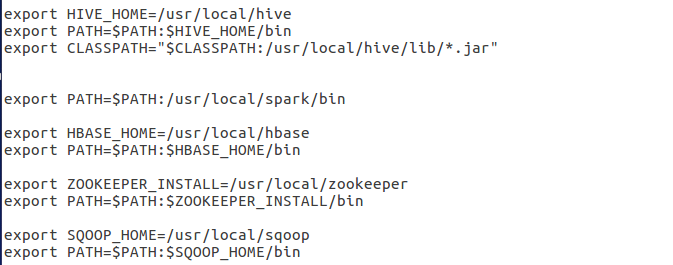 export HIVE_HOME=/usr/local/hive
export PATH=$PATH:$HIVE_HOME/bin
export CLASSPATH="$CLASSPATH:/usr/local/hive/lib/*.jar"
export PATH=$PATH:/usr/local/spark/bin
export HBASE_HOME=/usr/local/hbase
export PATH=$PATH:$HBASE_HOME/bin
export ZOOKEEPER_INSTALL=/usr/local/zookeeper
export PATH=$PATH:$ZOOKEEPER_INSTALL/bin
export SQOOP_HOME=/usr/local/sqoop
export PATH=$PATH:$SQOOP_HOME/bin